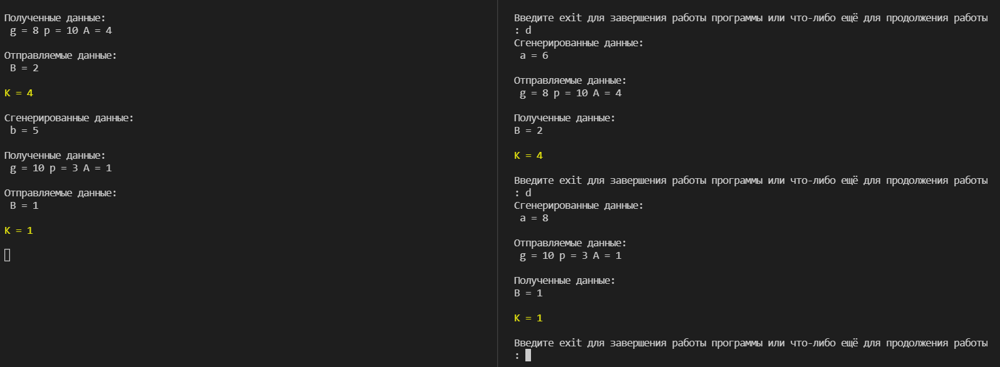 Полученные данные:
g = 8 p = 10 A = 4
Отправляемые данные:
B = 2
K = 4
Сгенерированные данные:
b = 5
Полученные данные:
g = 10 p = 3 A = 1
Отправляемые данные:
B = 1
K = 1
Введите exit для завершения работы программы или что-либо ещё для продолжения работы
: d
Сгенерированные данные:
a = 6
Отправляемые данные:
g = 8 p = 10 A = 4
Полученные данные:
B = 2
K = 4
Введите exit для завершения работы программы или что-либо ещё для продолжения работы
: d
Сгенерированные данные:
a = 8
Отправляемые данные:
g = 10 p = 3 A = 1
Полученные данные:
B = 1
K = 1
Введите exit для завершения работы программы или что-либо ещё для продолжения работы
: